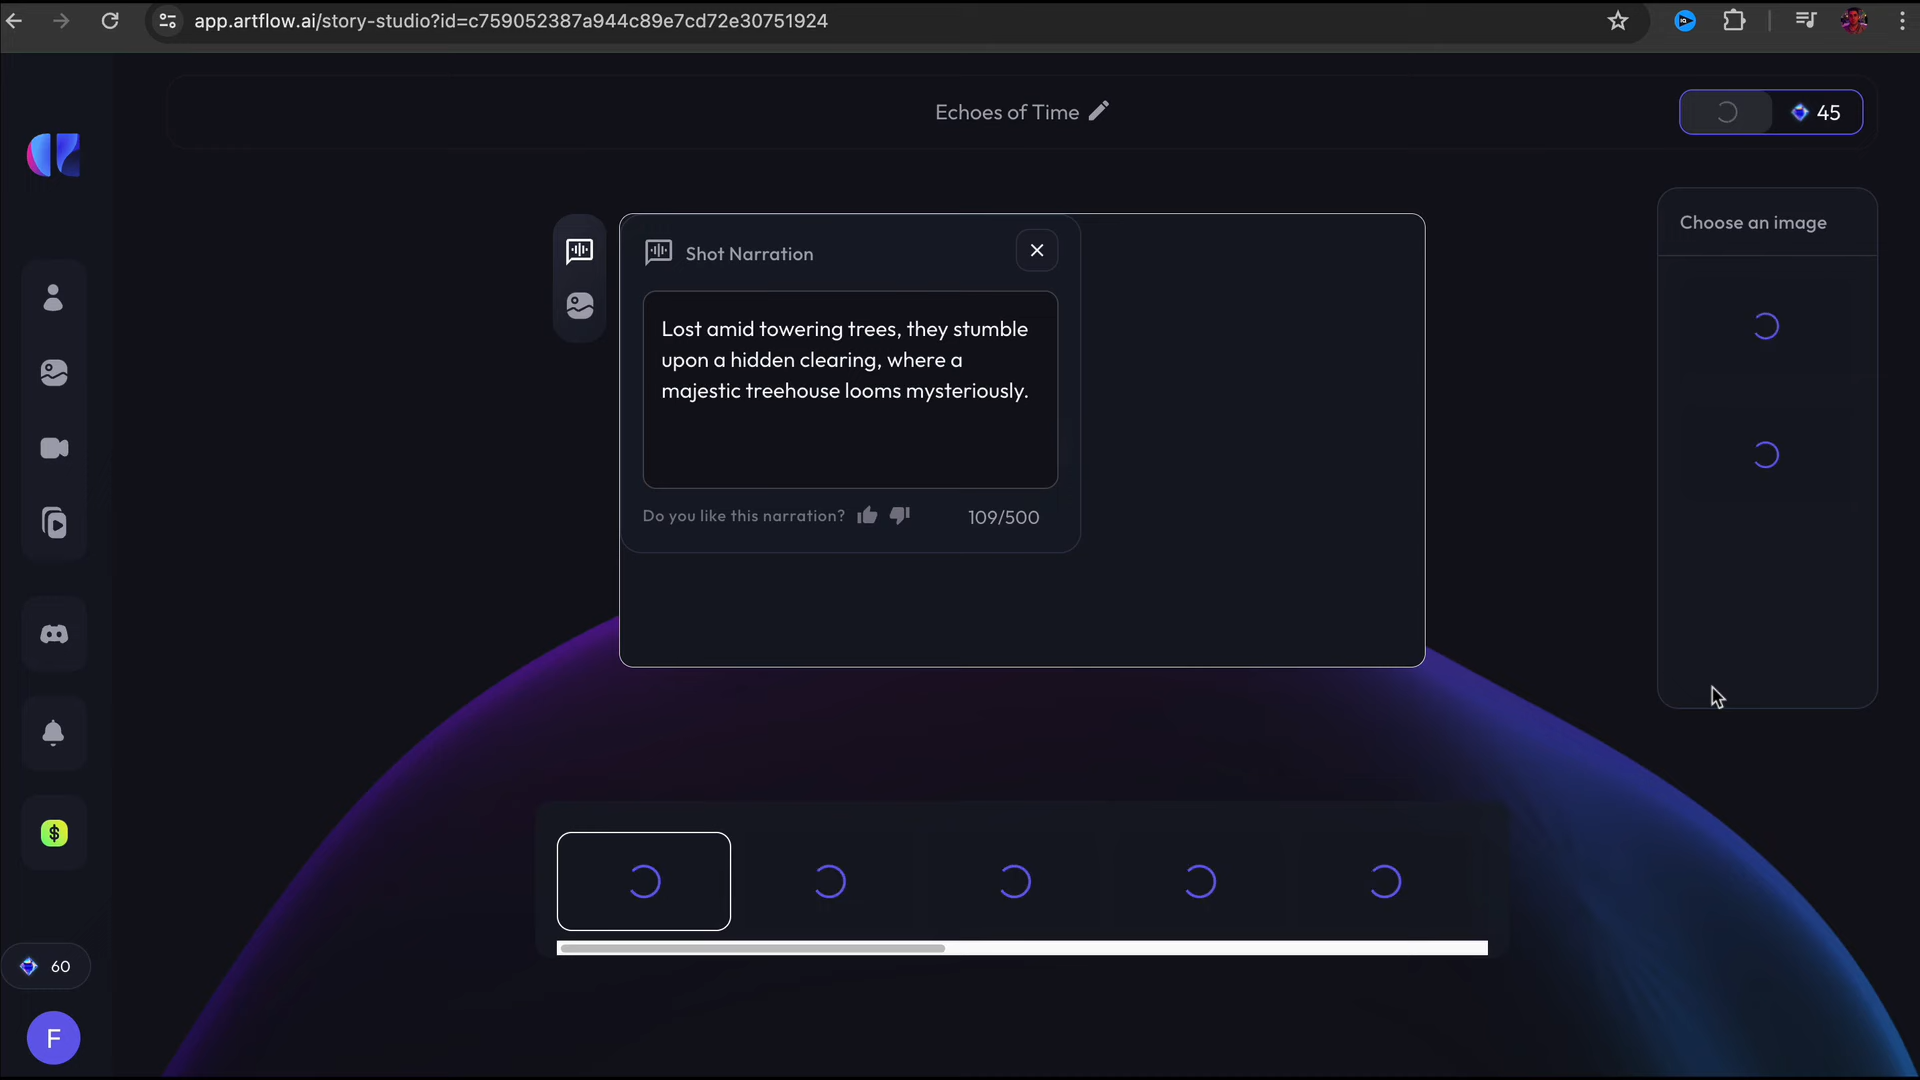 app.artflow.ai/story-studio?id=c759052387a944c89e7cd72e30751924
Echoes of Time
45
Choose an image
Shot Narration
Lost amid towering trees, they stumble
upon a hidden clearing, where a
majestic treehouse looms mysteriously.
Do you like this narration?
109/500
$
60
F